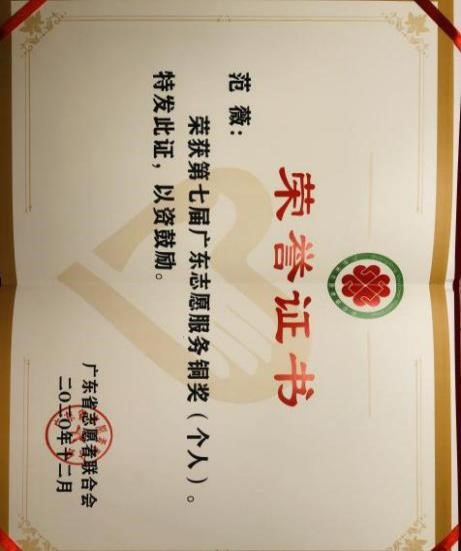 荣誉证书
范薇：
荣获第七届广东志愿服务铜奖（个人）。
特发此证，以资鼓励。
广东省志愿者联合会
二〇二〇年十二月